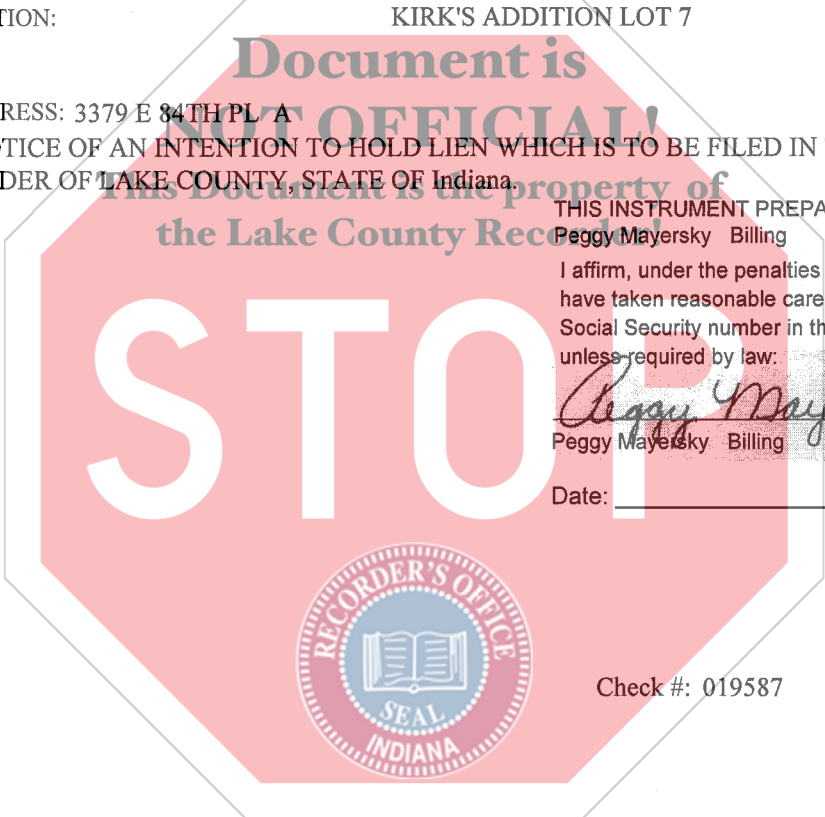 TION: KIRK'S ADDITION LOT 7
Document is
NOT OFFICIAL!
This Document is the property of
the Lake County Recorder!
RESS: 3379 E 84TH PL A
TICE OF AN INTENTION TO HOLD LIEN WHICH IS TO BE FILED IN
DER OF LAKE COUNTY, STATE OF Indiana.
THIS INSTRUMENT PREPA
Peggy Mayersky Billing
I affirm, under the penalties
have taken reasonable care
Social Security number in th
unless required by law:
Peggy May
Peggy Mayersky Billing
Date:
STOP
RECORDER'S OFFICE
SEAL
INDIANA
Check #: 019587